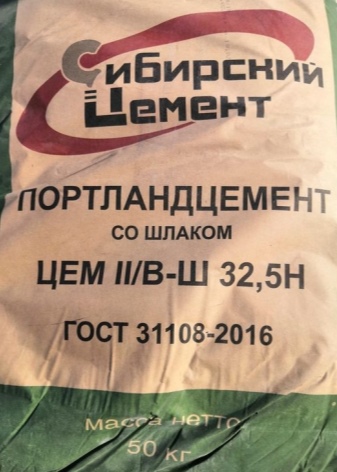 Сибирский
Цемент
ПОРТЛАНДЦЕМЕНТ
СО ШЛАКОМ
ЦЕМ II/В-Ш 32,5Н
ГОСТ 31108-2016
Масса нетто
50 кг